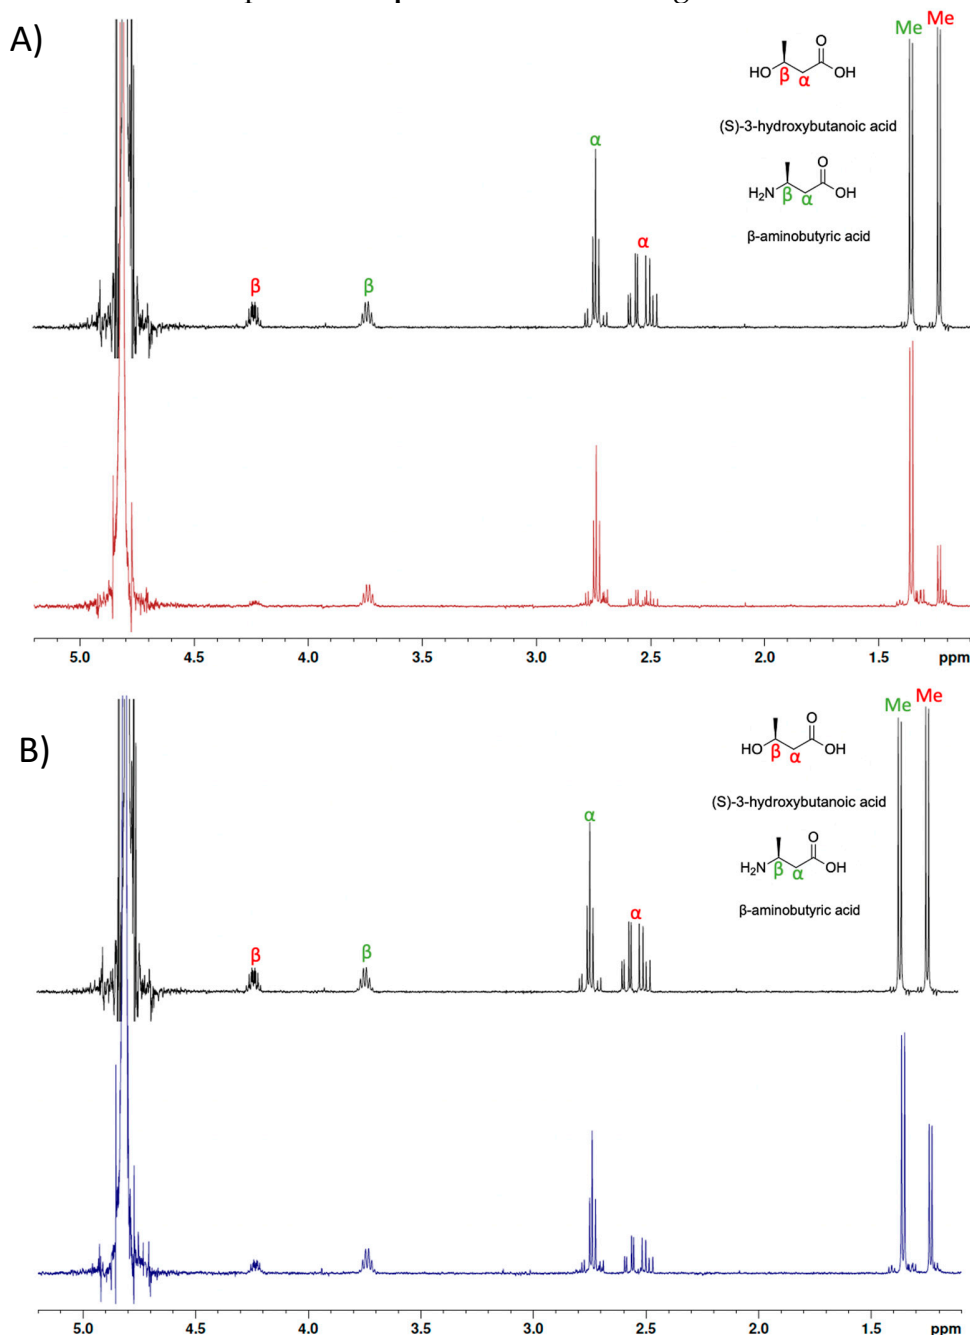 A)
Me Me
O
HO β α OH
(S)-3-hydroxybutanoic acid
α
O
H₂N β α OH
β-aminobutyric acid
α
β β
5.0 4.5 4.0 3.5 3.0 2.5 2.0 1.5 ppm
B)
Me Me
O
HO β α OH
(S)-3-hydroxybutanoic acid
α
O
H₂N β α OH
β-aminobutyric acid
α
β β
5.0 4.5 4.0 3.5 3.0 2.5 2.0 1.5 ppm